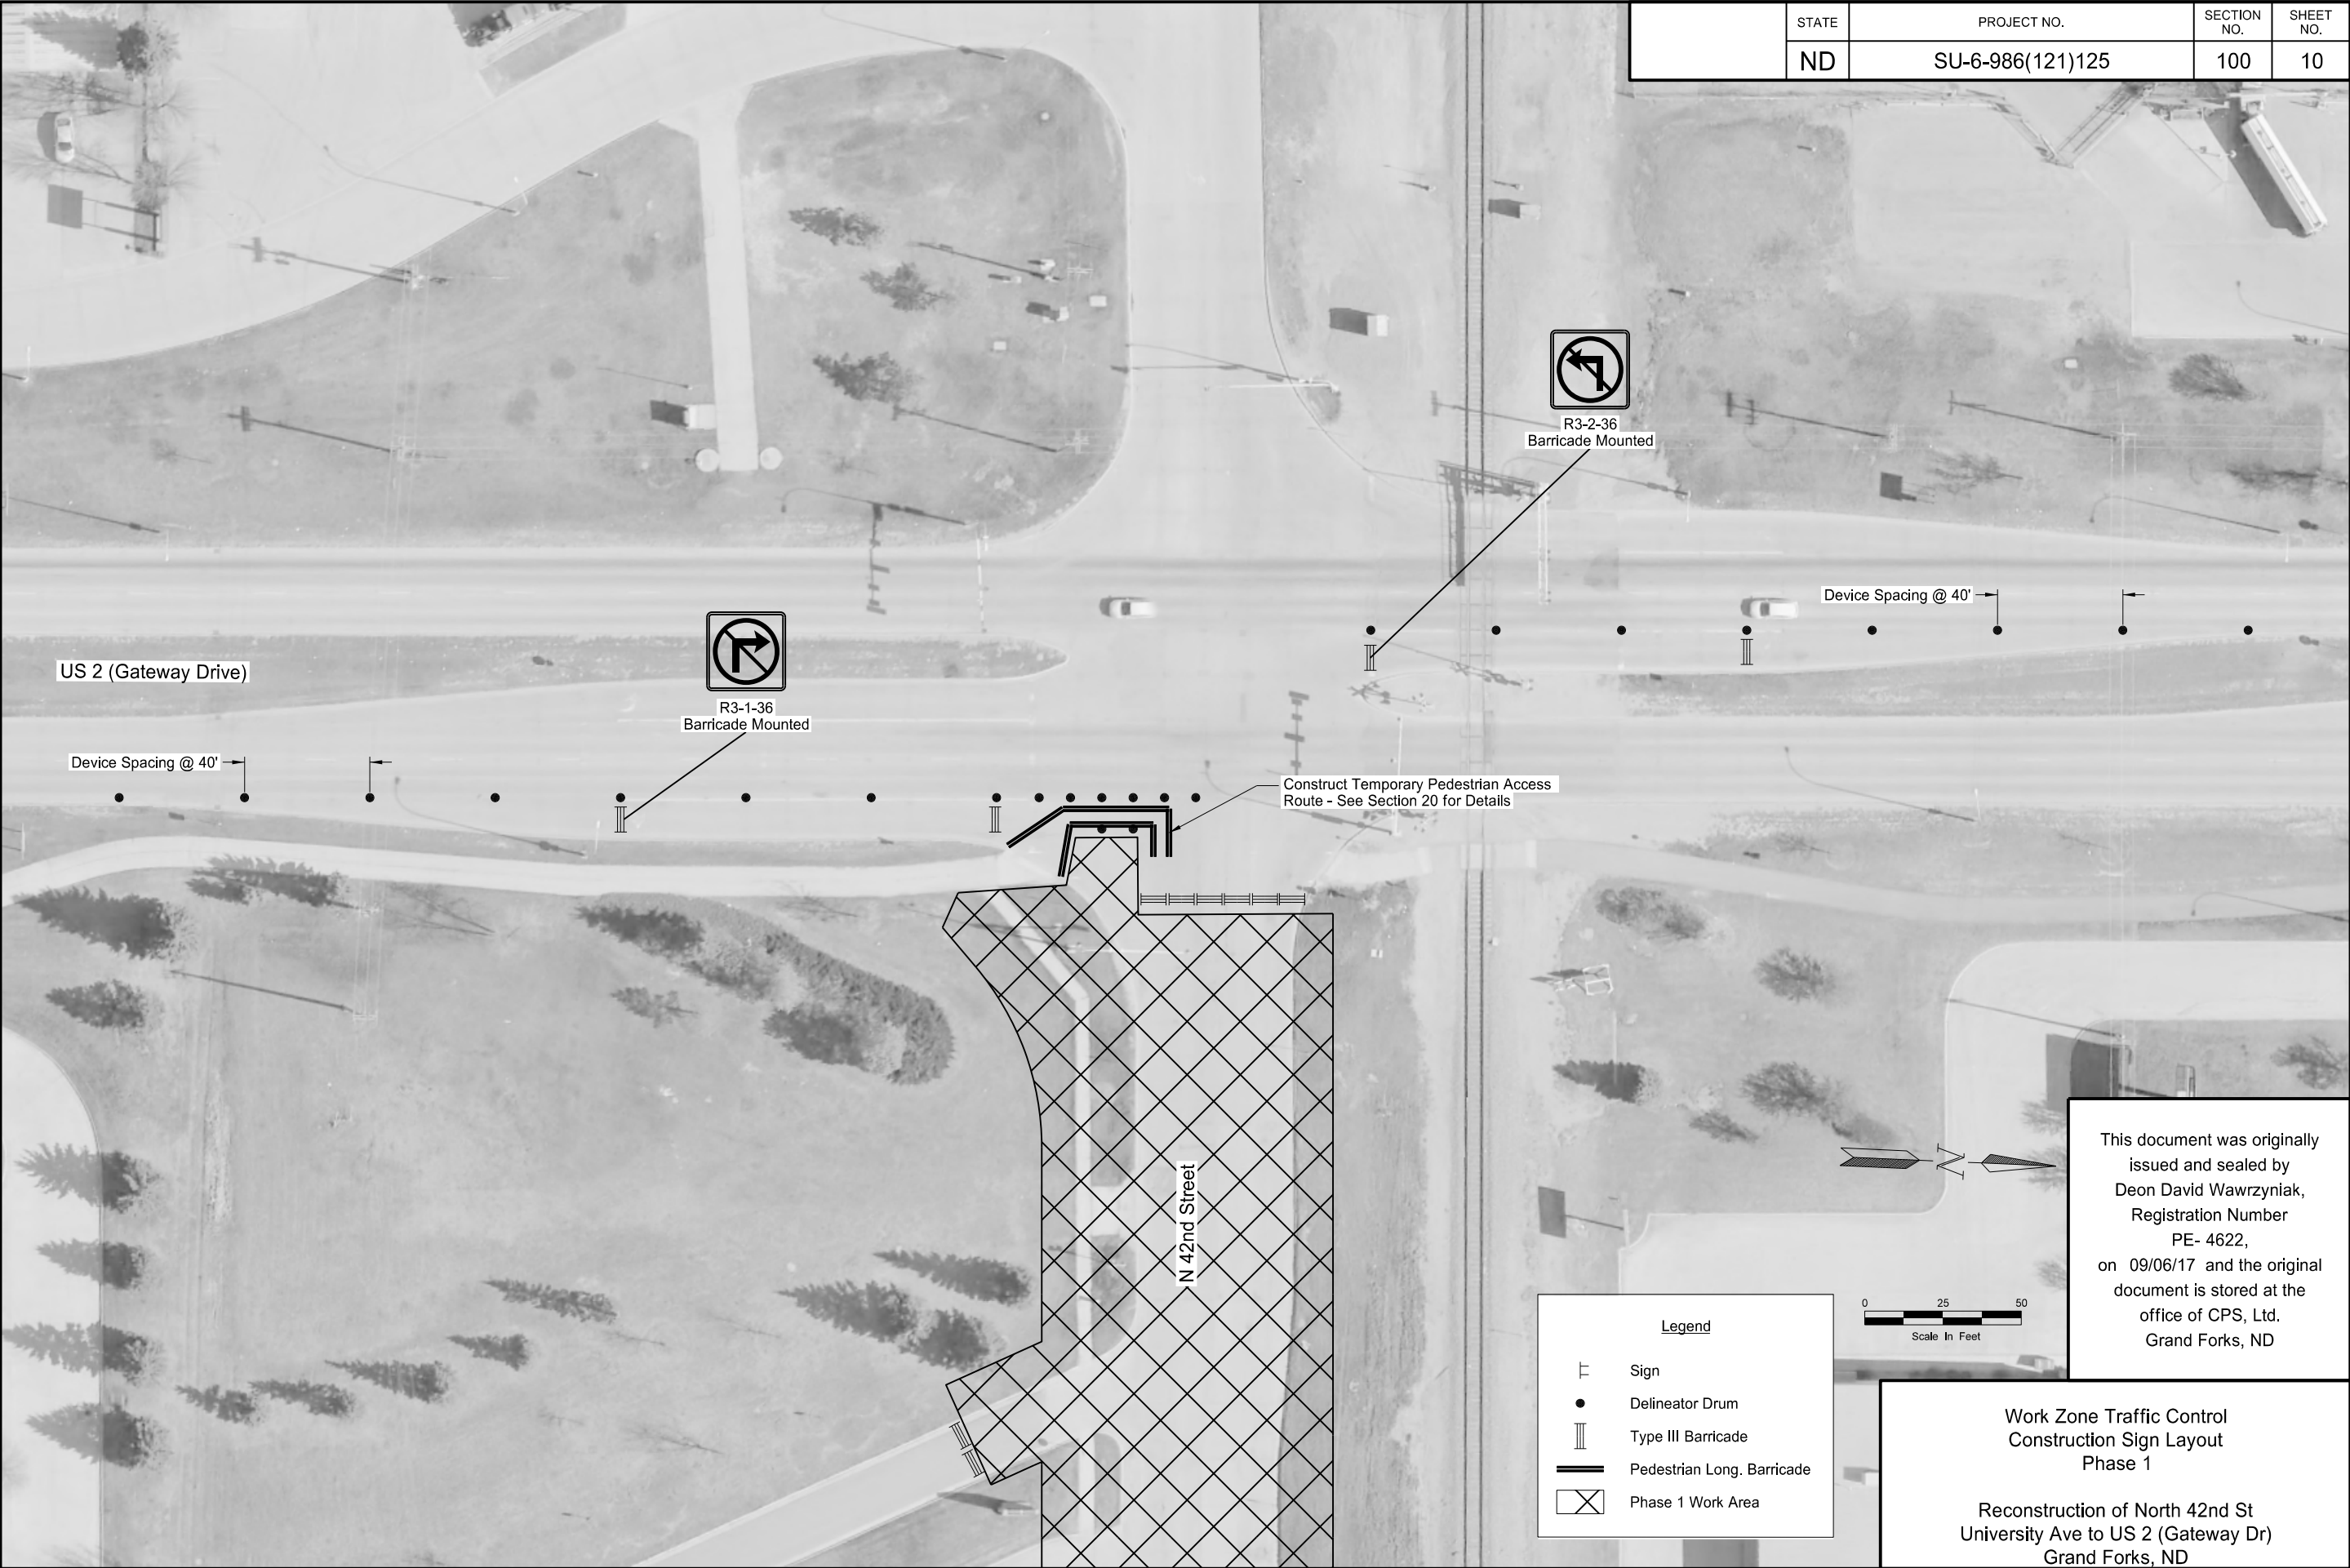 STATE
PROJECT NO.
SECTION
NO.
SHEET
NO.
ND
SU-6-986(121)125
100
10
R3-2-36
Barricade Mounted
Device Spacing @ 40'
US 2 (Gateway Drive)
R3-1-36
Barricade Mounted
Device Spacing @ 40'
Construct Temporary Pedestrian Access
Route - See Section 20 for Details
N 42nd Street
N
This document was originally
issued and sealed by
Deon David Wawrzyniak,
Registration Number
PE- 4622,
on 09/06/17 and the original
document is stored at the
office of CPS, Ltd.
Grand Forks, ND
0 25 50
Scale In Feet
Legend
Sign
Delineator Drum
Type III Barricade
Pedestrian Long. Barricade
Phase 1 Work Area
Work Zone Traffic Control
Construction Sign Layout
Phase 1
Reconstruction of North 42nd St
University Ave to US 2 (Gateway Dr)
Grand Forks, ND